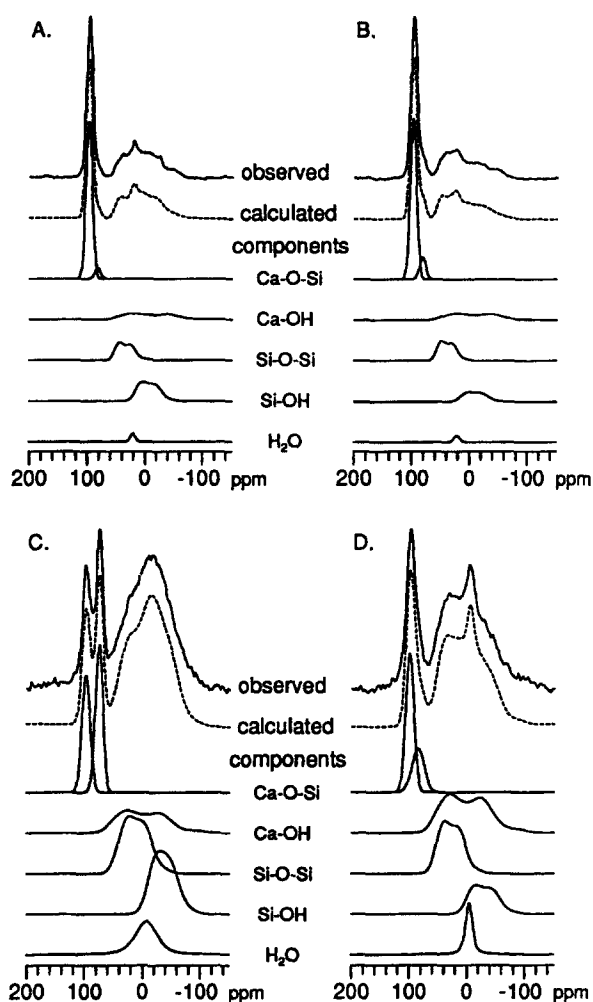 A.
B.
observed
calculated
components
Ca-O-Si
Ca-OH
Si-O-Si
Si-OH
H₂O
200 100 0 -100 ppm
200 100 0 -100 ppm
C.
D.
observed
calculated
components
Ca-O-Si
Ca-OH
Si-O-Si
Si-OH
H₂O
200 100 0 -100 ppm
200 100 0 -100 ppm